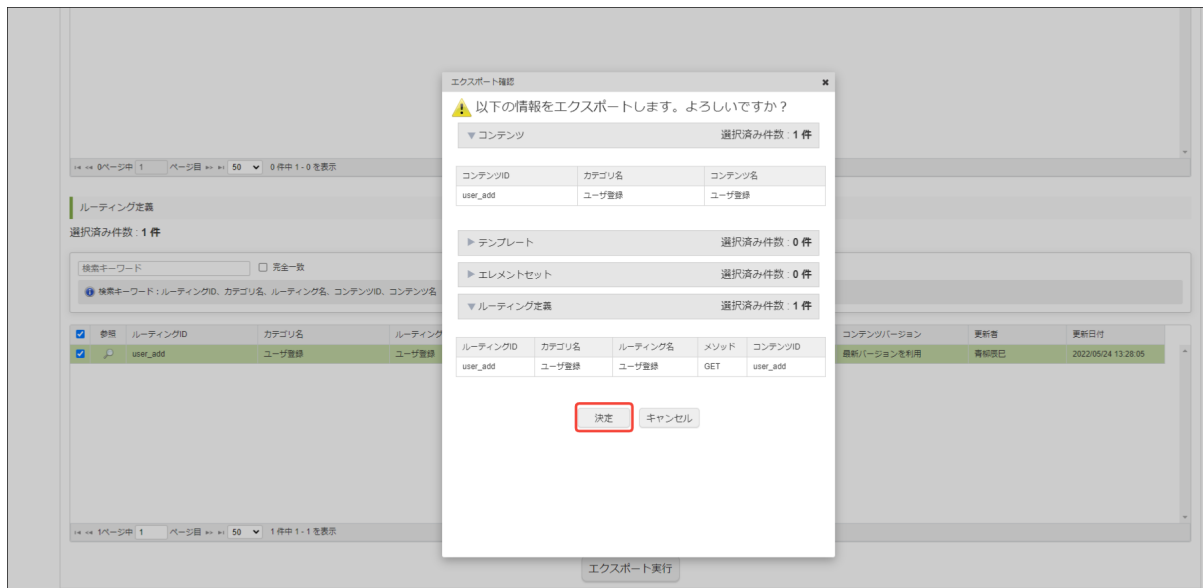 エクスポート確認
以下の情報をエクスポートします。よろしいですか？
コンテンツ 選択済み件数 : 1 件
0ページ中 1 ページ目 50 0 件中 1 - 0 を表示
コンテンツID カテゴリ名 コンテンツ名
user_add ユーザ登録 ユーザ登録
ルーティング定義
選択済み件数 : 1 件
テンプレート 選択済み件数 : 0 件
検索キーワード 完全一致
エレメントセット 選択済み件数 : 0 件
検索キーワード：ルーティングID、カテゴリ名、ルーティング名、コンテンツID、コンテンツ名
ルーティング定義 選択済み件数 : 1 件
参照 ルーティングID カテゴリ名 ルーティング コンテンツバージョン 更新者 更新日付
ルーティングID カテゴリ名 ルーティング名 メソッド コンテンツID
user_add ユーザ登録 ユーザ登録 最新バージョンを利用 青柳辰巳 2022/05/24 13:28:05
user_add ユーザ登録 ユーザ登録 GET user_add
決定 キャンセル
1ページ中 1 ページ目 50 1 件中 1 - 1 を表示
エクスポート実行